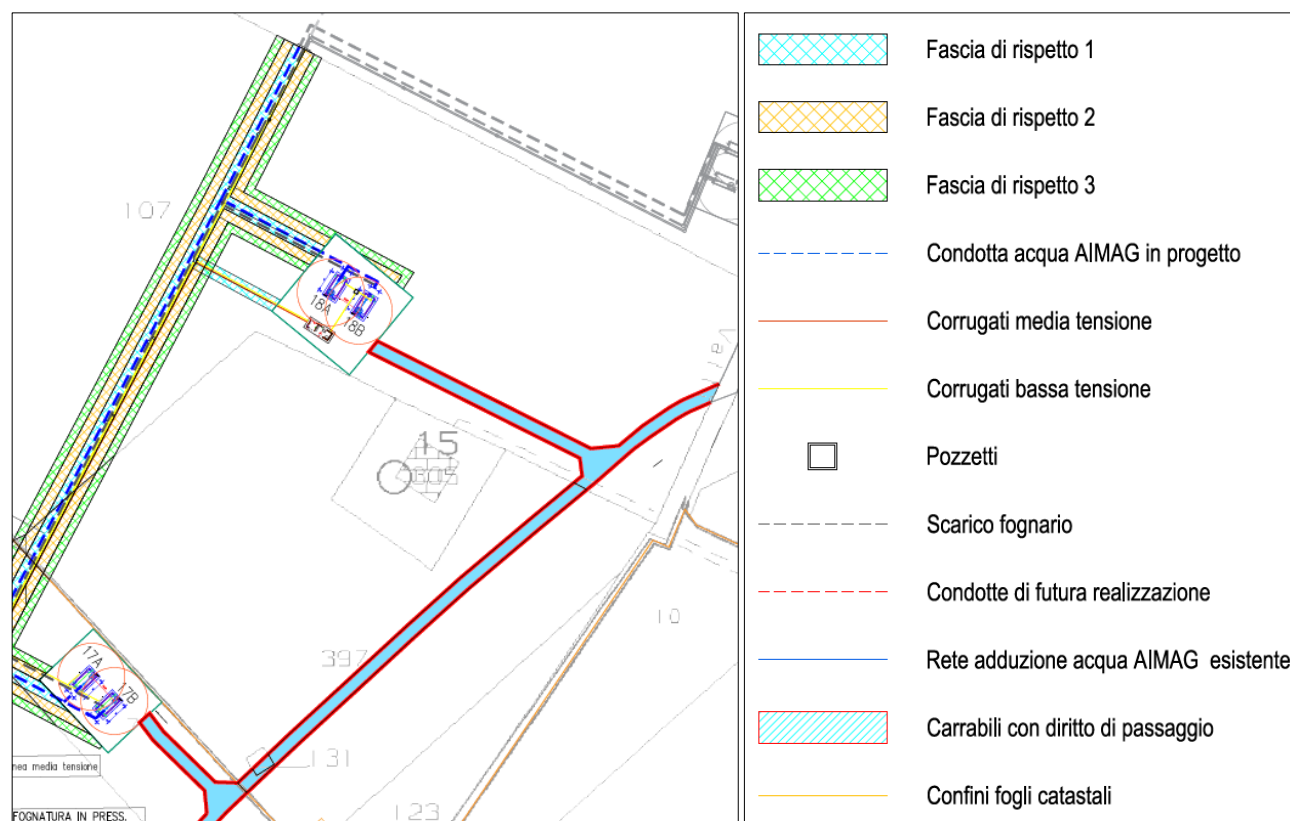 107
18A
18B
15
397
17A
17B
131
10
123
nea media tensione
FOGNATURA IN PRESS.
Fascia di rispetto 1
Fascia di rispetto 2
Fascia di rispetto 3
Condotta acqua AIMAG in progetto
Corrugati media tensione
Corrugati bassa tensione
Pozzetti
Scarico fognario
Condotte di futura realizzazione
Rete adduzione acqua AIMAG esistente
Carrabili con diritto di passaggio
Confini fogli catastali